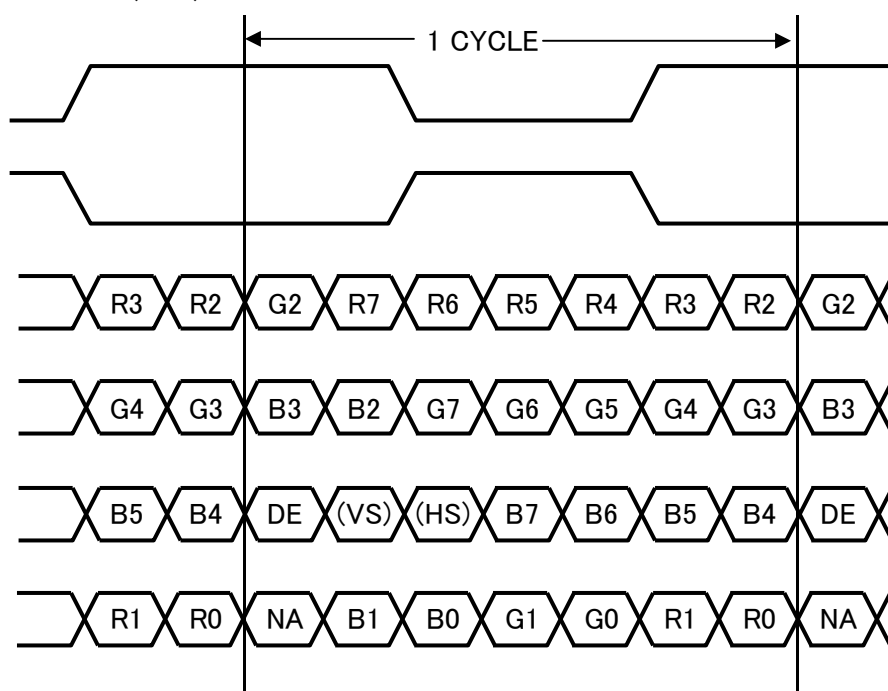 1 CYCLE
R3 R2 G2 R7 R6 R5 R4 R3 R2 G2
G4 G3 B3 B2 G7 G6 G5 G4 G3 B3
B5 B4 DE (VS) (HS) B7 B6 B5 B4 DE
R1 R0 NA B1 B0 G1 G0 R1 R0 NA